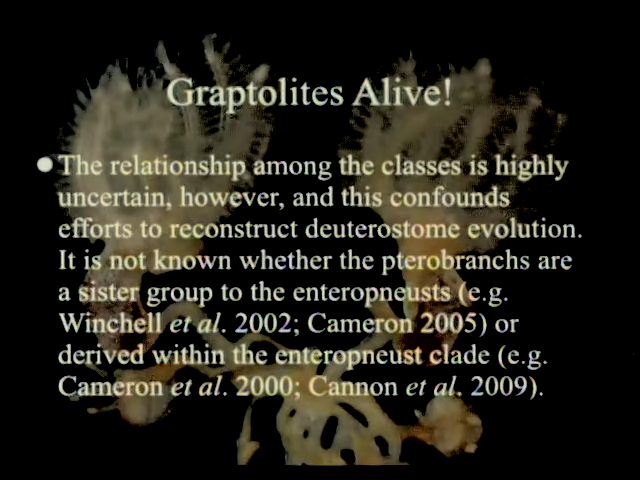 Graptolites Alive!
The relationship among the classes is highly
uncertain, however, and this confounds
efforts to reconstruct deuterostome evolution.
It is not known whether the pterobranchs are
a sister group to the enteropneusts (e.g.
Winchell et al. 2002; Cameron 2005) or
derived within the enteropneust clade (e.g.
Cameron et al. 2000; Cannon et al. 2009).